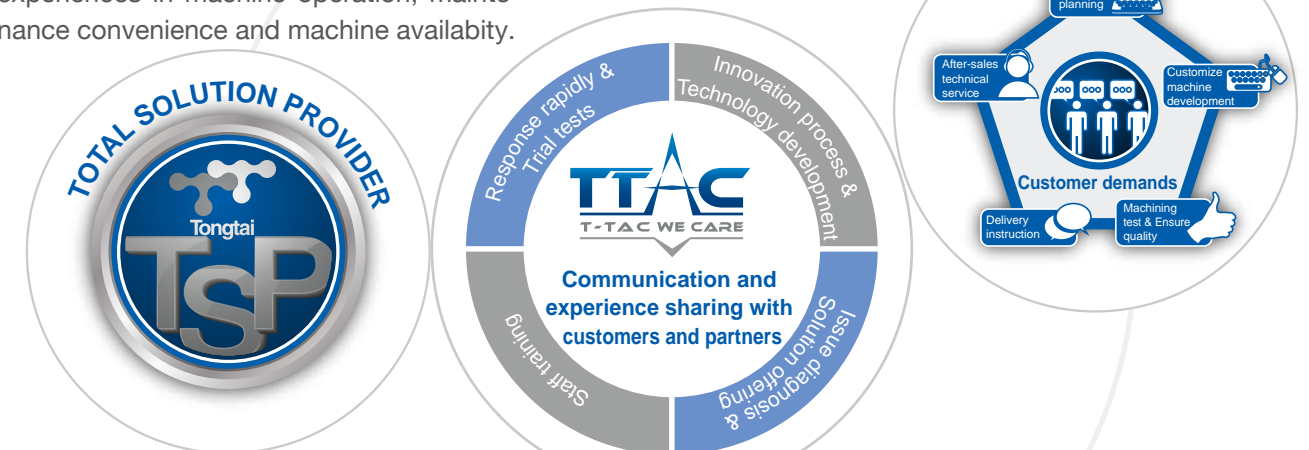 experiences in machine operation, mainte-
nance convenience and machine availabity.
TOTAL SOLUTION PROVIDER
Tongtai
TSP
Response rapidly &
Trial tests
Innovation process &
Technology development
TTAC
T-TAC WE CARE
Communication and
experience sharing with
customers and partners
Staff training
Issue diagnosis &
Solution offering
planning
After-sales
technical
service
Customize
machine
development
Customer demands
Delivery
instruction
Machining
test & Ensure
quality